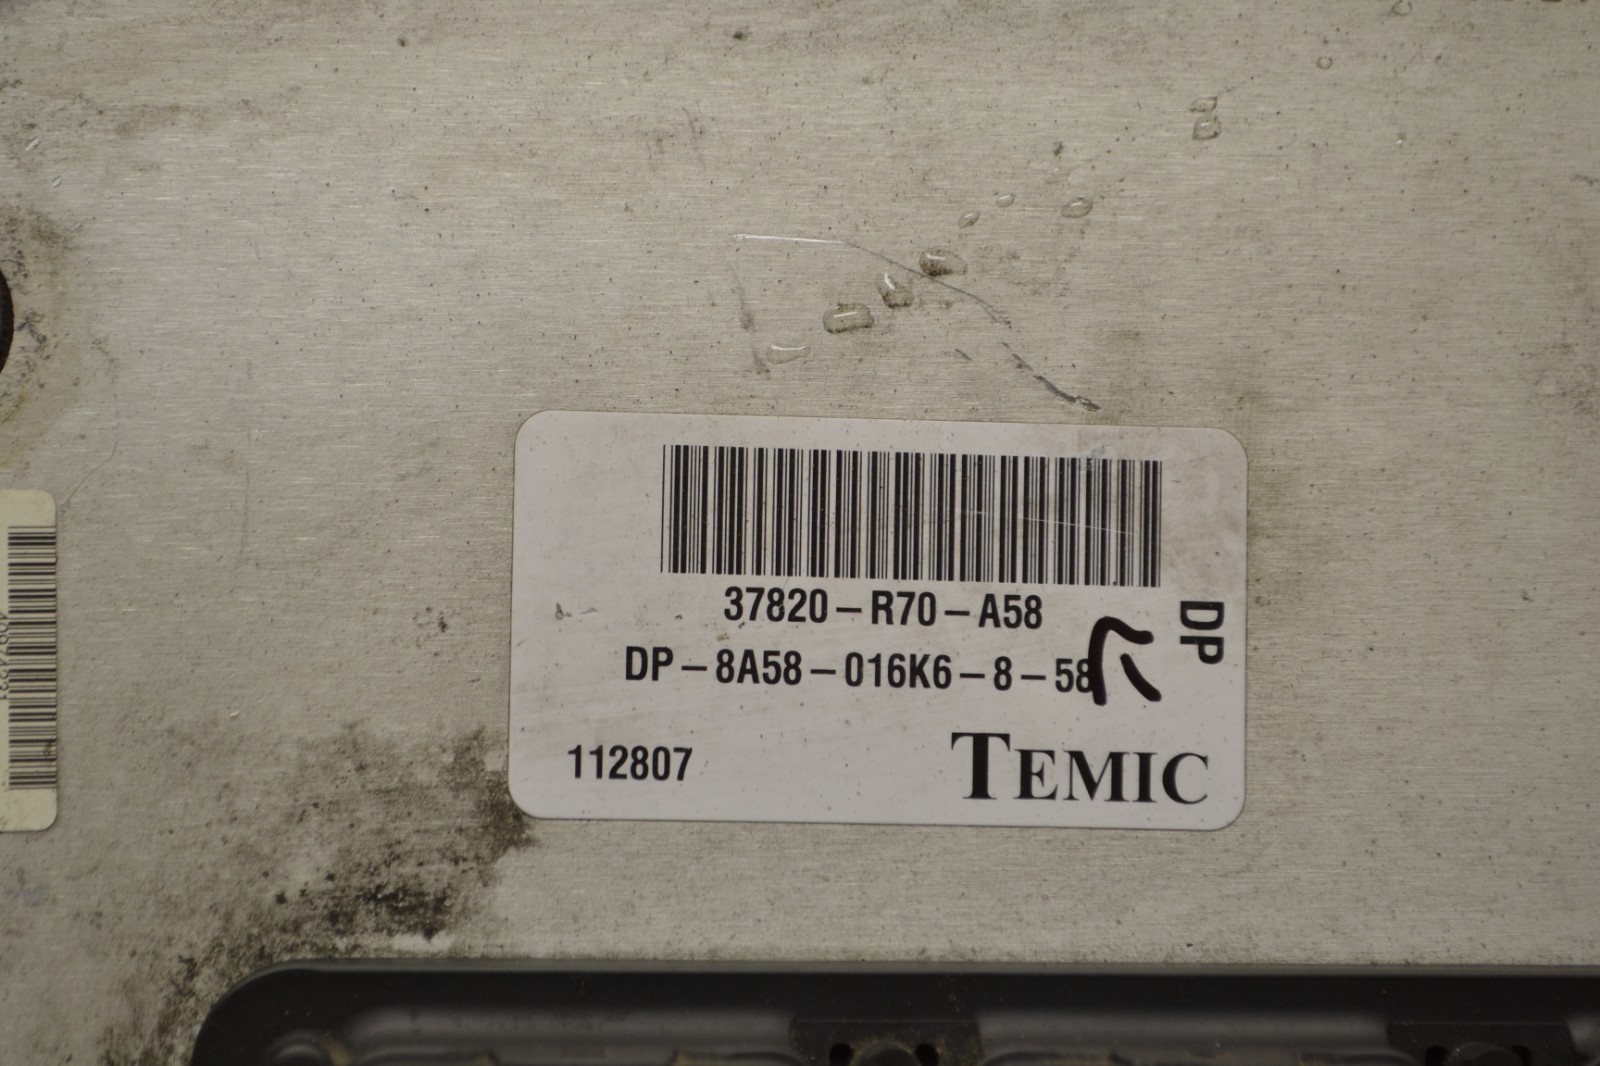 37820-R70-A58
DP
DP-8A58-016K6-8-58
112807
TEMIC